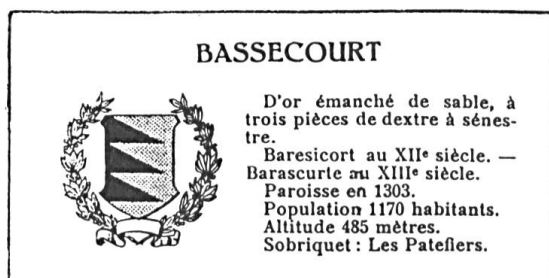 BASSECOURT
D'or émanché de sable, à
trois pièces de dextre à sénes-
tre.
Baresicort au XIIe siècle. —
Barascurte au XIIIe siècle.
Paroisse en 1303.
Population 1170 habitants.
Altitude 485 mètres.
Sobriquet : Les Pateflers.